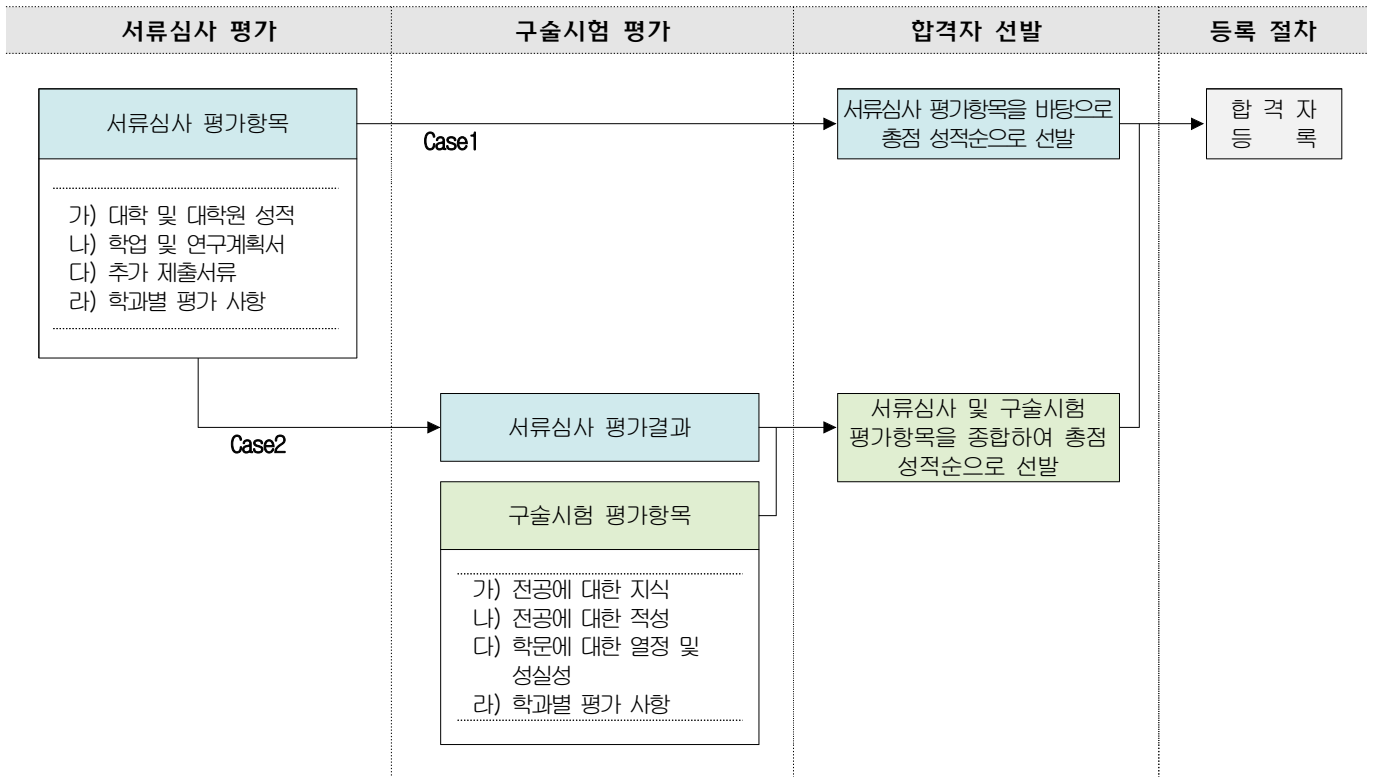 서류심사 평가
구술시험 평가
합격자 선발
등록 절차
서류심사 평가항목
가) 대학 및 대학원 성적
나) 학업 및 연구계획서
다) 추가 제출서류
라) 학과별 평가 사항
Case1
서류심사 평가항목을 바탕으로
총점 성적순으로 선발
합 격 자
등 록
Case2
서류심사 평가결과
구술시험 평가항목
가) 전공에 대한 지식
나) 전공에 대한 적성
다) 학문에 대한 열정 및
성실성
라) 학과별 평가 사항
서류심사 및 구술시험
평가항목을 종합하여 총점
성적순으로 선발